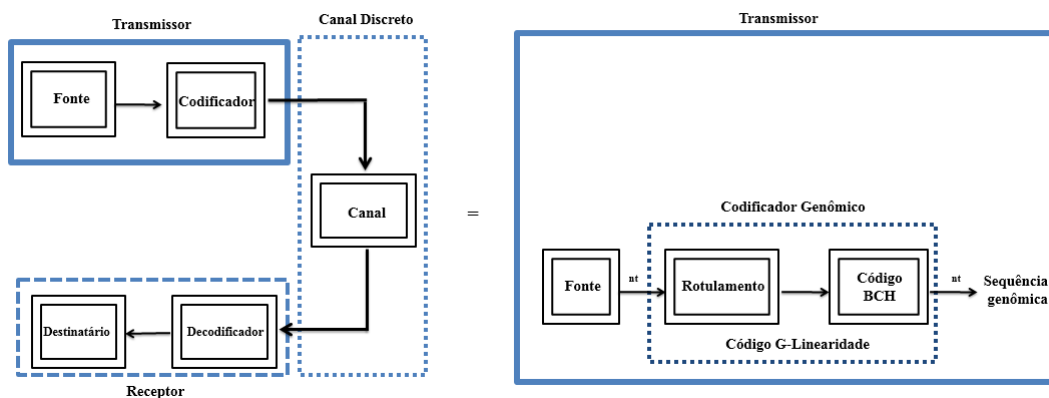 Canal Discreto
Transmissor
Fonte
Codificador
Canal
Destinatário
Decodificador
Receptor
=
Transmissor
Codificador Genômico
Fonte
nt
Rotulamento
Código
BCH
nt
Sequência
genômica
Código G-Linearidade